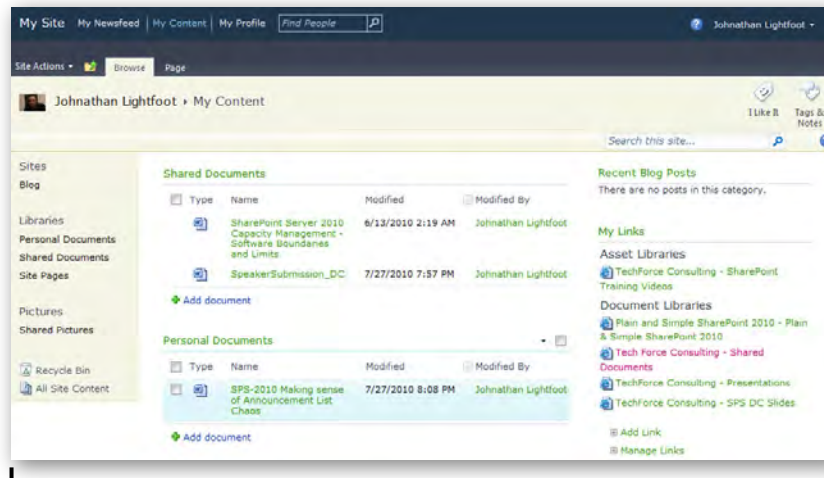 My Site My Newsfeed My Content My Profile Find People Johnathan Lightfoot
Site Actions Browse Page
Johnathan Lightfoot My Content
I Like It Tags & Notes
Search this site...
Sites
Blog
Libraries
Personal Documents
Shared Documents
Site Pages
Pictures
Shared Pictures
Recycle Bin
All Site Content
Shared Documents
Type Name Modified Modified By
SharePoint Server 2010 6/13/2010 2:19 AM Johnathan Lightfoot
Capacity Management -
Software Boundaries
and Limits
SpeakerSubmission_DC 7/27/2010 7:57 PM Johnathan Lightfoot
Add document
Personal Documents
Type Name Modified Modified By
SPS-2010 Making sense 7/27/2010 8:08 PM Johnathan Lightfoot
of Announcement List
Chaos
Add document
Recent Blog Posts
There are no posts in this category.
My Links
Asset Libraries
TechForce Consulting - SharePoint
Training Videos
Document Libraries
Plain and Simple SharePoint 2010 - Plain
& Simple SharePoint 2010
Tech Force Consulting - Shared
Documents
TechForce Consulting - Presentations
TechForce Consulting - SPS DC Slides
Add Link
Manage Links